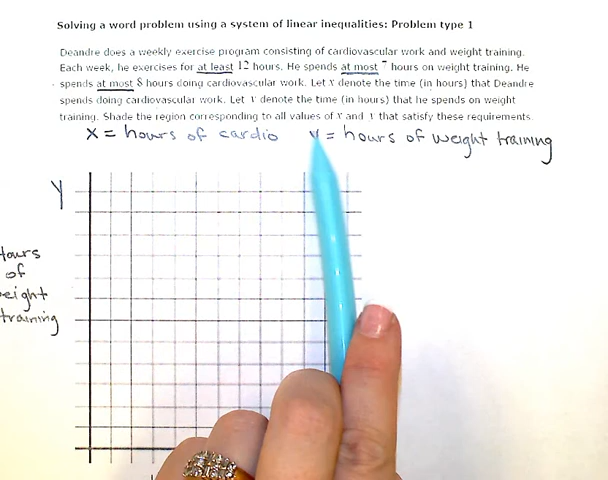 Solving a word problem using a system of linear inequalities: Problem type 1
Deandre does a weekly exercise program consisting of cardiovascular work and weight training.
Each week, he exercises for at least 12 hours. He spends at most 7 hours on weight training. He
spends at most 8 hours doing cardiovascular work. Let x denote the time (in hours) that Deandre
spends doing cardiovascular work. Let y denote the time (in hours) that he spends on weight
training. Shade the region corresponding to all values of x and y that satisfy these requirements.
X = hours of cardio y = hours of weight training
Y
Hours
of
eight
training